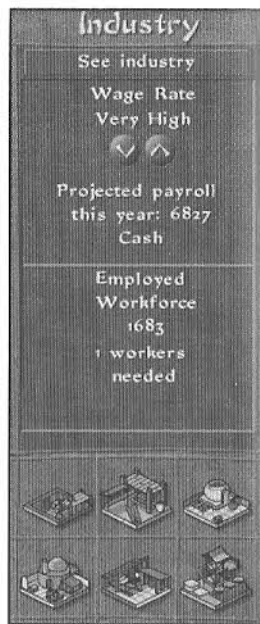 Industry
See industry
Wage Rate
Very High
Projected payroll
this year: 6827
Cash
Employed
Workforce
1683
1 workers
needed